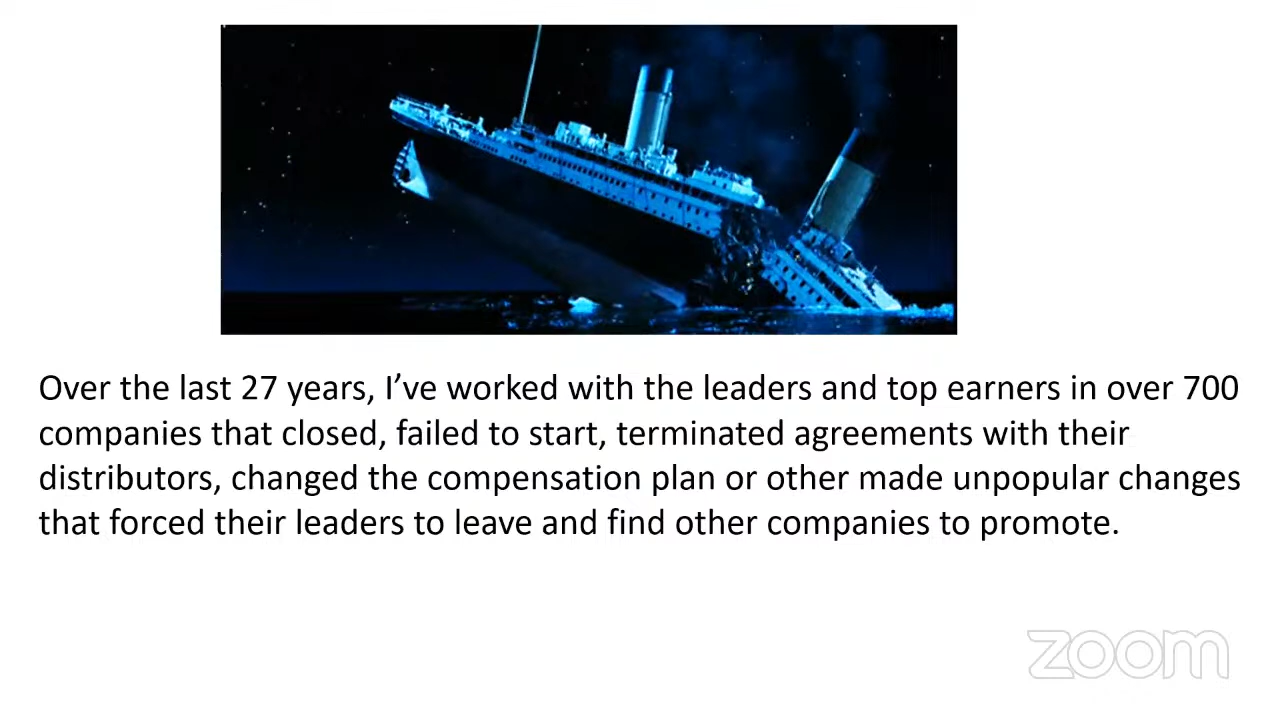 Over the last 27 years, I’ve worked with the leaders and top earners in over 700
companies that closed, failed to start, terminated agreements with their
distributors, changed the compensation plan or other made unpopular changes
that forced their leaders to leave and find other companies to promote.
zoom